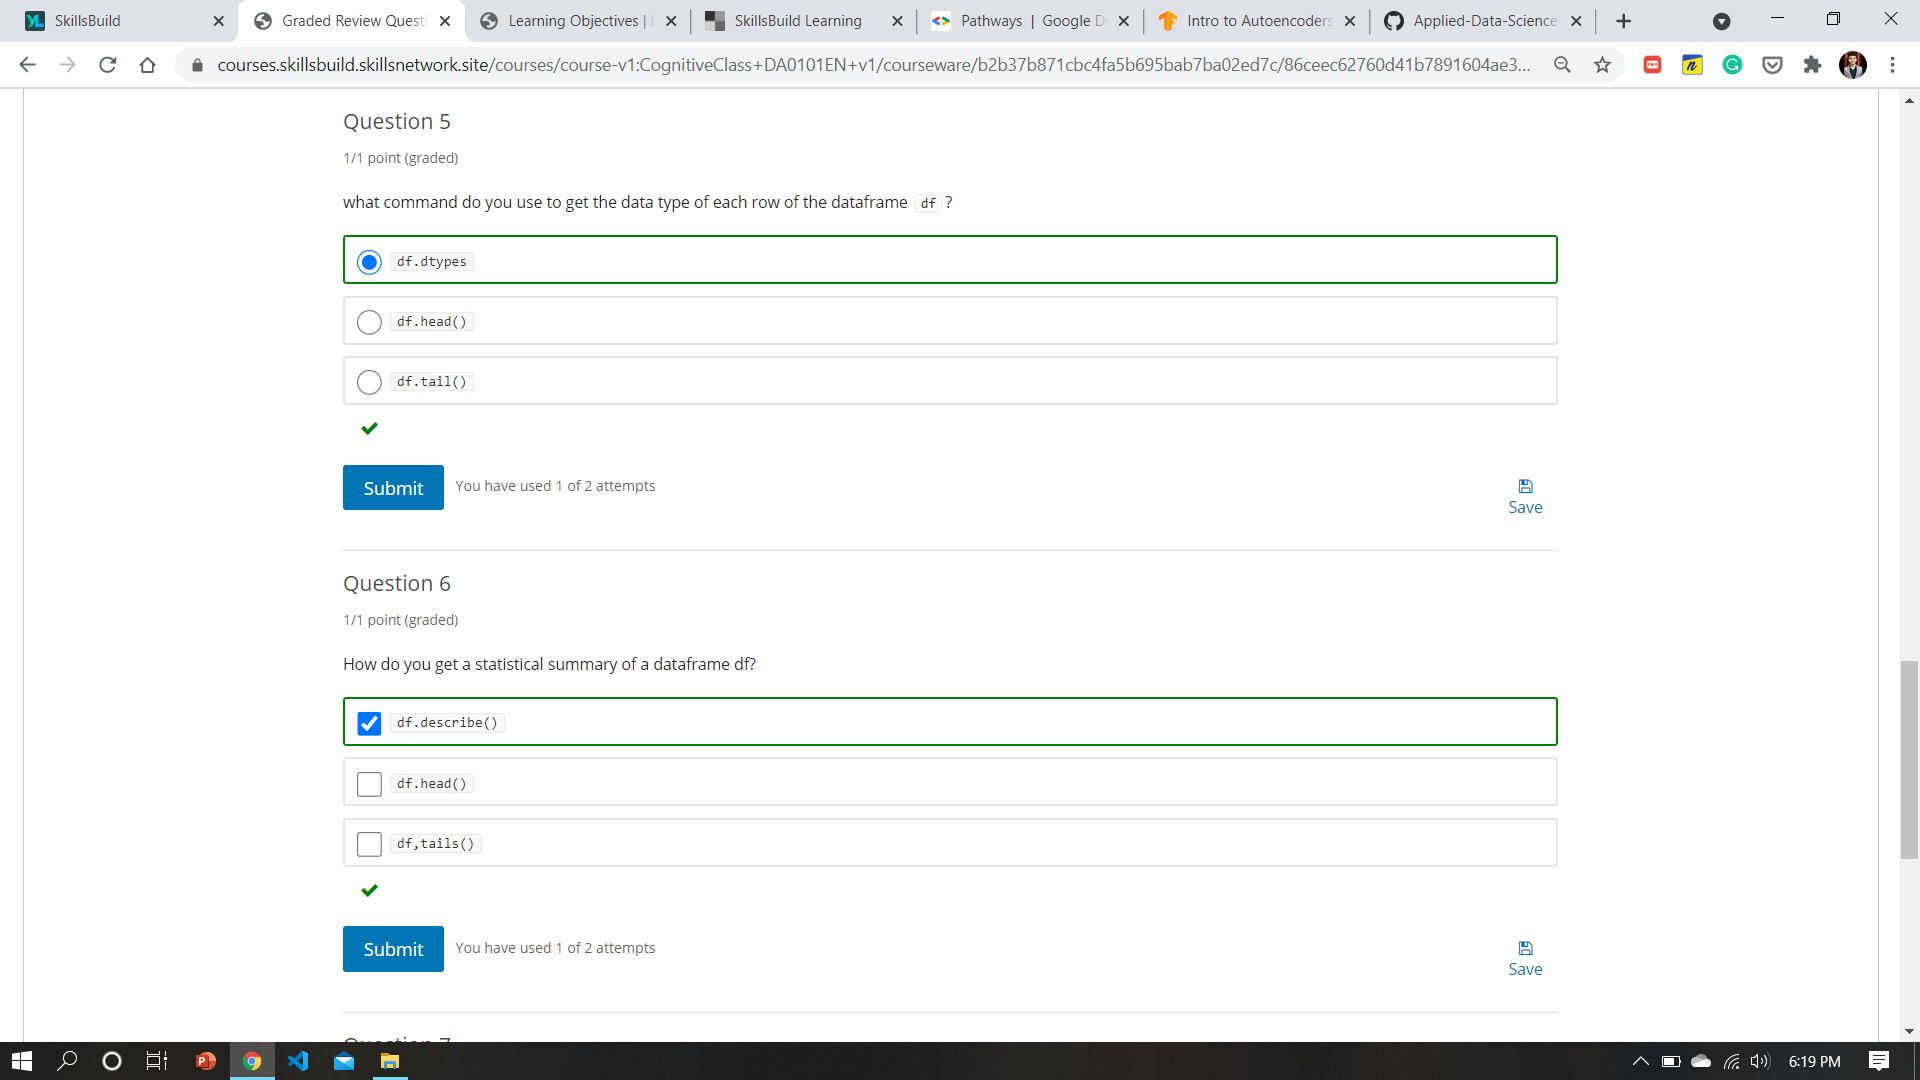 SkillsBuild
Graded Review Questi
Learning Objectives |
SkillsBuild Learning
Pathways | Google D
Intro to Autoencoders
Applied-Data-Science
courses.skillsbuild.skillsnetwork.site/courses/course-v1:CognitiveClass+DA0101EN+v1/courseware/b2b37b871cbc4fa5b695bab7ba02ed7c/86ceec62760d41b7891604ae3...
Question 5
1/1 point (graded)
what command do you use to get the data type of each row of the dataframe df ?
df.dtypes
df.head()
df.tail()
Submit
You have used 1 of 2 attempts
Save
Question 6
1/1 point (graded)
How do you get a statistical summary of a dataframe df?
df.describe()
df.head()
df,tails()
Submit
You have used 1 of 2 attempts
Save
Question 7
6:19 PM